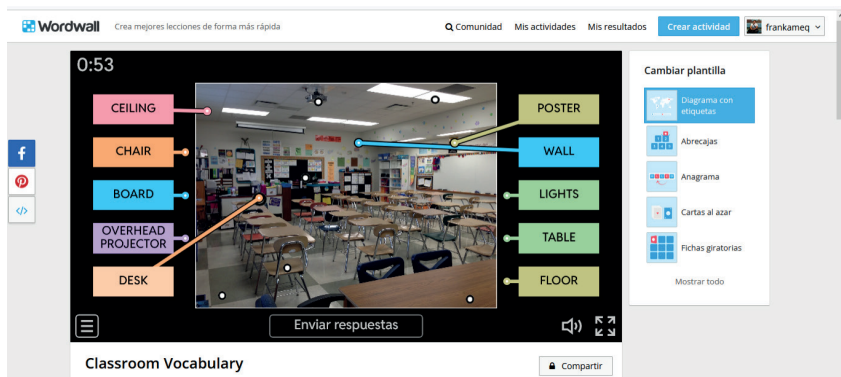 Wordwall
Crea mejores lecciones de forma más rápida
Comunidad
Mis actividades
Mis resultados
Crear actividad
frankameq
0:53
CEILING
CHAIR
BOARD
OVERHEAD
PROJECTOR
DESK
POSTER
WALL
LIGHTS
TABLE
FLOOR
Enviar respuestas
Classroom Vocabulary
Compartir
Cambiar plantilla
Diagrama con
etiquetas
Abrecajas
Anagrama
Cartas al azar
Fichas giratorias
Mostrar todo